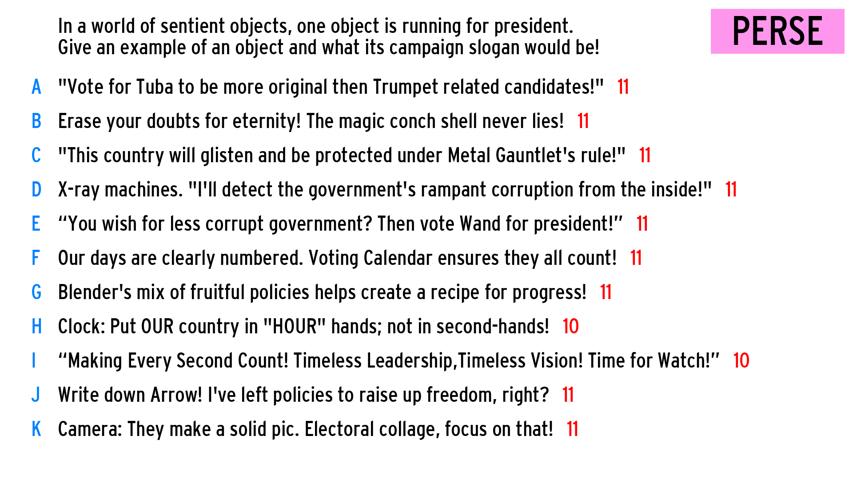 In a world of sentient objects, one object is running for president.
Give an example of an object and what its campaign slogan would be!
PERSE
A "Vote for Tuba to be more original then Trumpet related candidates!" 11
B Erase your doubts for eternity! The magic conch shell never lies! 11
C "This country will glisten and be protected under Metal Gauntlet's rule!" 11
D X-ray machines. "I'll detect the government's rampant corruption from the inside!" 11
E “You wish for less corrupt government? Then vote Wand for president!” 11
F Our days are clearly numbered. Voting Calendar ensures they all count! 11
G Blender's mix of fruitful policies helps create a recipe for progress! 11
H Clock: Put OUR country in "HOUR" hands; not in second-hands! 10
I “Making Every Second Count! Timeless Leadership,Timeless Vision! Time for Watch!” 10
J Write down Arrow! I've left policies to raise up freedom, right? 11
K Camera: They make a solid pic. Electoral collage, focus on that! 11